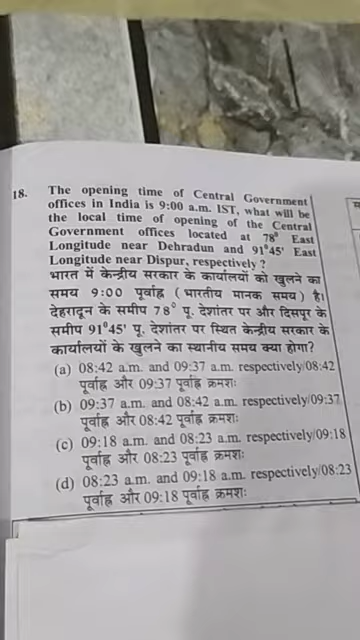 18. The opening time of Central Government
offices in India is 9:00 a.m. IST, what will be
the local time of opening of the Central
Government offices located at 78° East
Longitude near Dehradun and 91°45' East
Longitude near Dispur, respectively ?
भारत में केन्द्रीय सरकार के कार्यालयों को खुलने का
समय 9:00 पूर्वाह्न (भारतीय मानक समय) है।
देहरादून के समीप 78° पू. देशांतर पर और दिसपूर के
समीप 91°45' पू. देशांतर पर स्थित केन्द्रीय सरकार के
कार्यालयों के खुलने का स्थानीय समय क्या होगा?
(a) 08:42 a.m. and 09:37 a.m. respectively/08:42
पूर्वाह्न और 09:37 पूर्वाह्न क्रमशः
(b) 09:37 a.m. and 08:42 a.m. respectively/09:37
पूर्वाह्न और 08:42 पूर्वाह्न क्रमशः
(c) 09:18 a.m. and 08:23 a.m. respectively/09:18
पूर्वाह्न और 08:23 पूर्वाह्न क्रमशः
(d) 08:23 a.m. and 09:18 a.m. respectively/08:23
पूर्वाह्न और 09:18 पूर्वाह्न क्रमशः